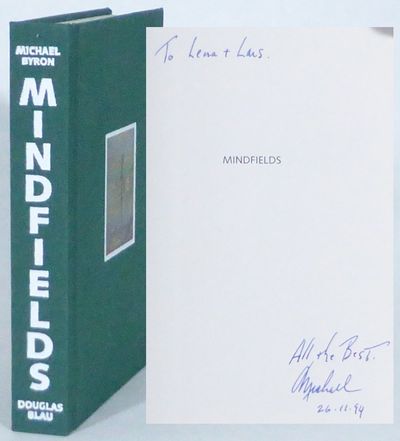 MICHAEL
BYRON
MINDFIELDS
DOUGLAS
BLAU
To Lena + Lars.
MINDFIELDS
All the Best.
Michael
26.11.94